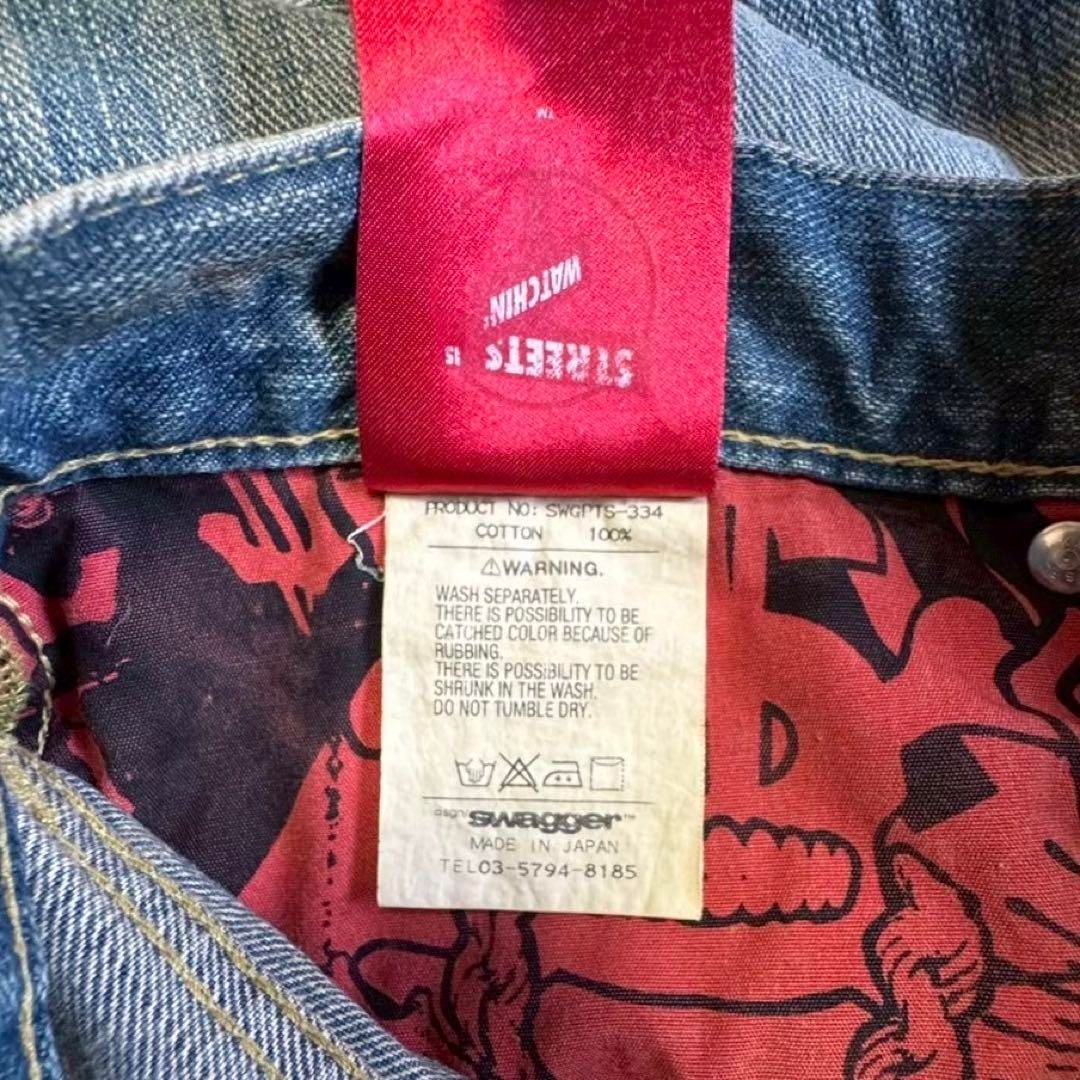 ™
WATCHIN'
STREETS IS
PRODUCT NO: SWGPTS-334
COTTON 100%
⚠WARNING.
WASH SEPARATELY.
THERE IS POSSIBILITY TO BE
CATCHED COLOR BECAUSE OF
RUBBING.
THERE IS POSSIBILITY TO BE
SHRUNK IN THE WASH.
DO NOT TUMBLE DRY.
D
swagger™
MADE IN JAPAN
TEL03-5794-8185